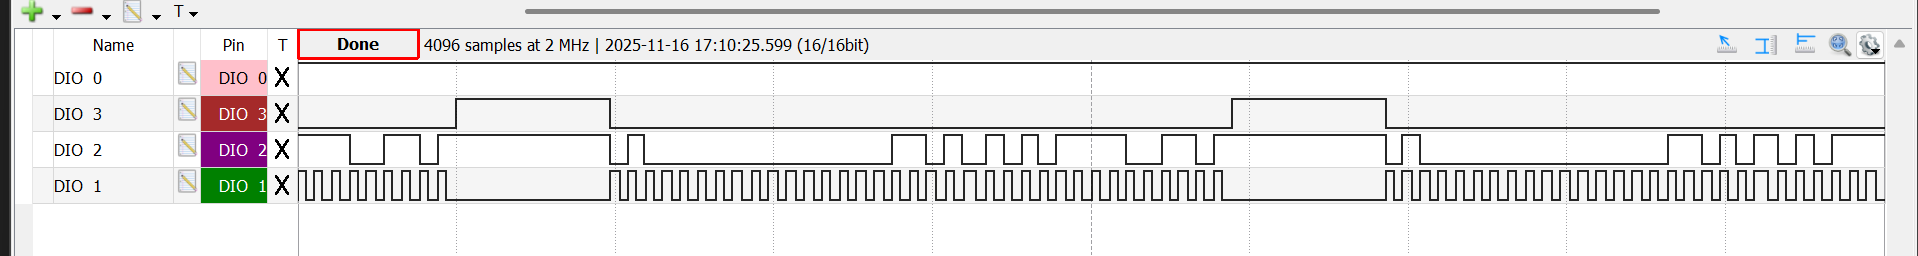 T
Name Pin T Done 4096 samples at 2 MHz | 2025-11-16 17:10:25.599 (16/16bit)
DIO 0 DIO 0 X
DIO 3 DIO 3 X
DIO 2 DIO 2 X
DIO 1 DIO 1 X